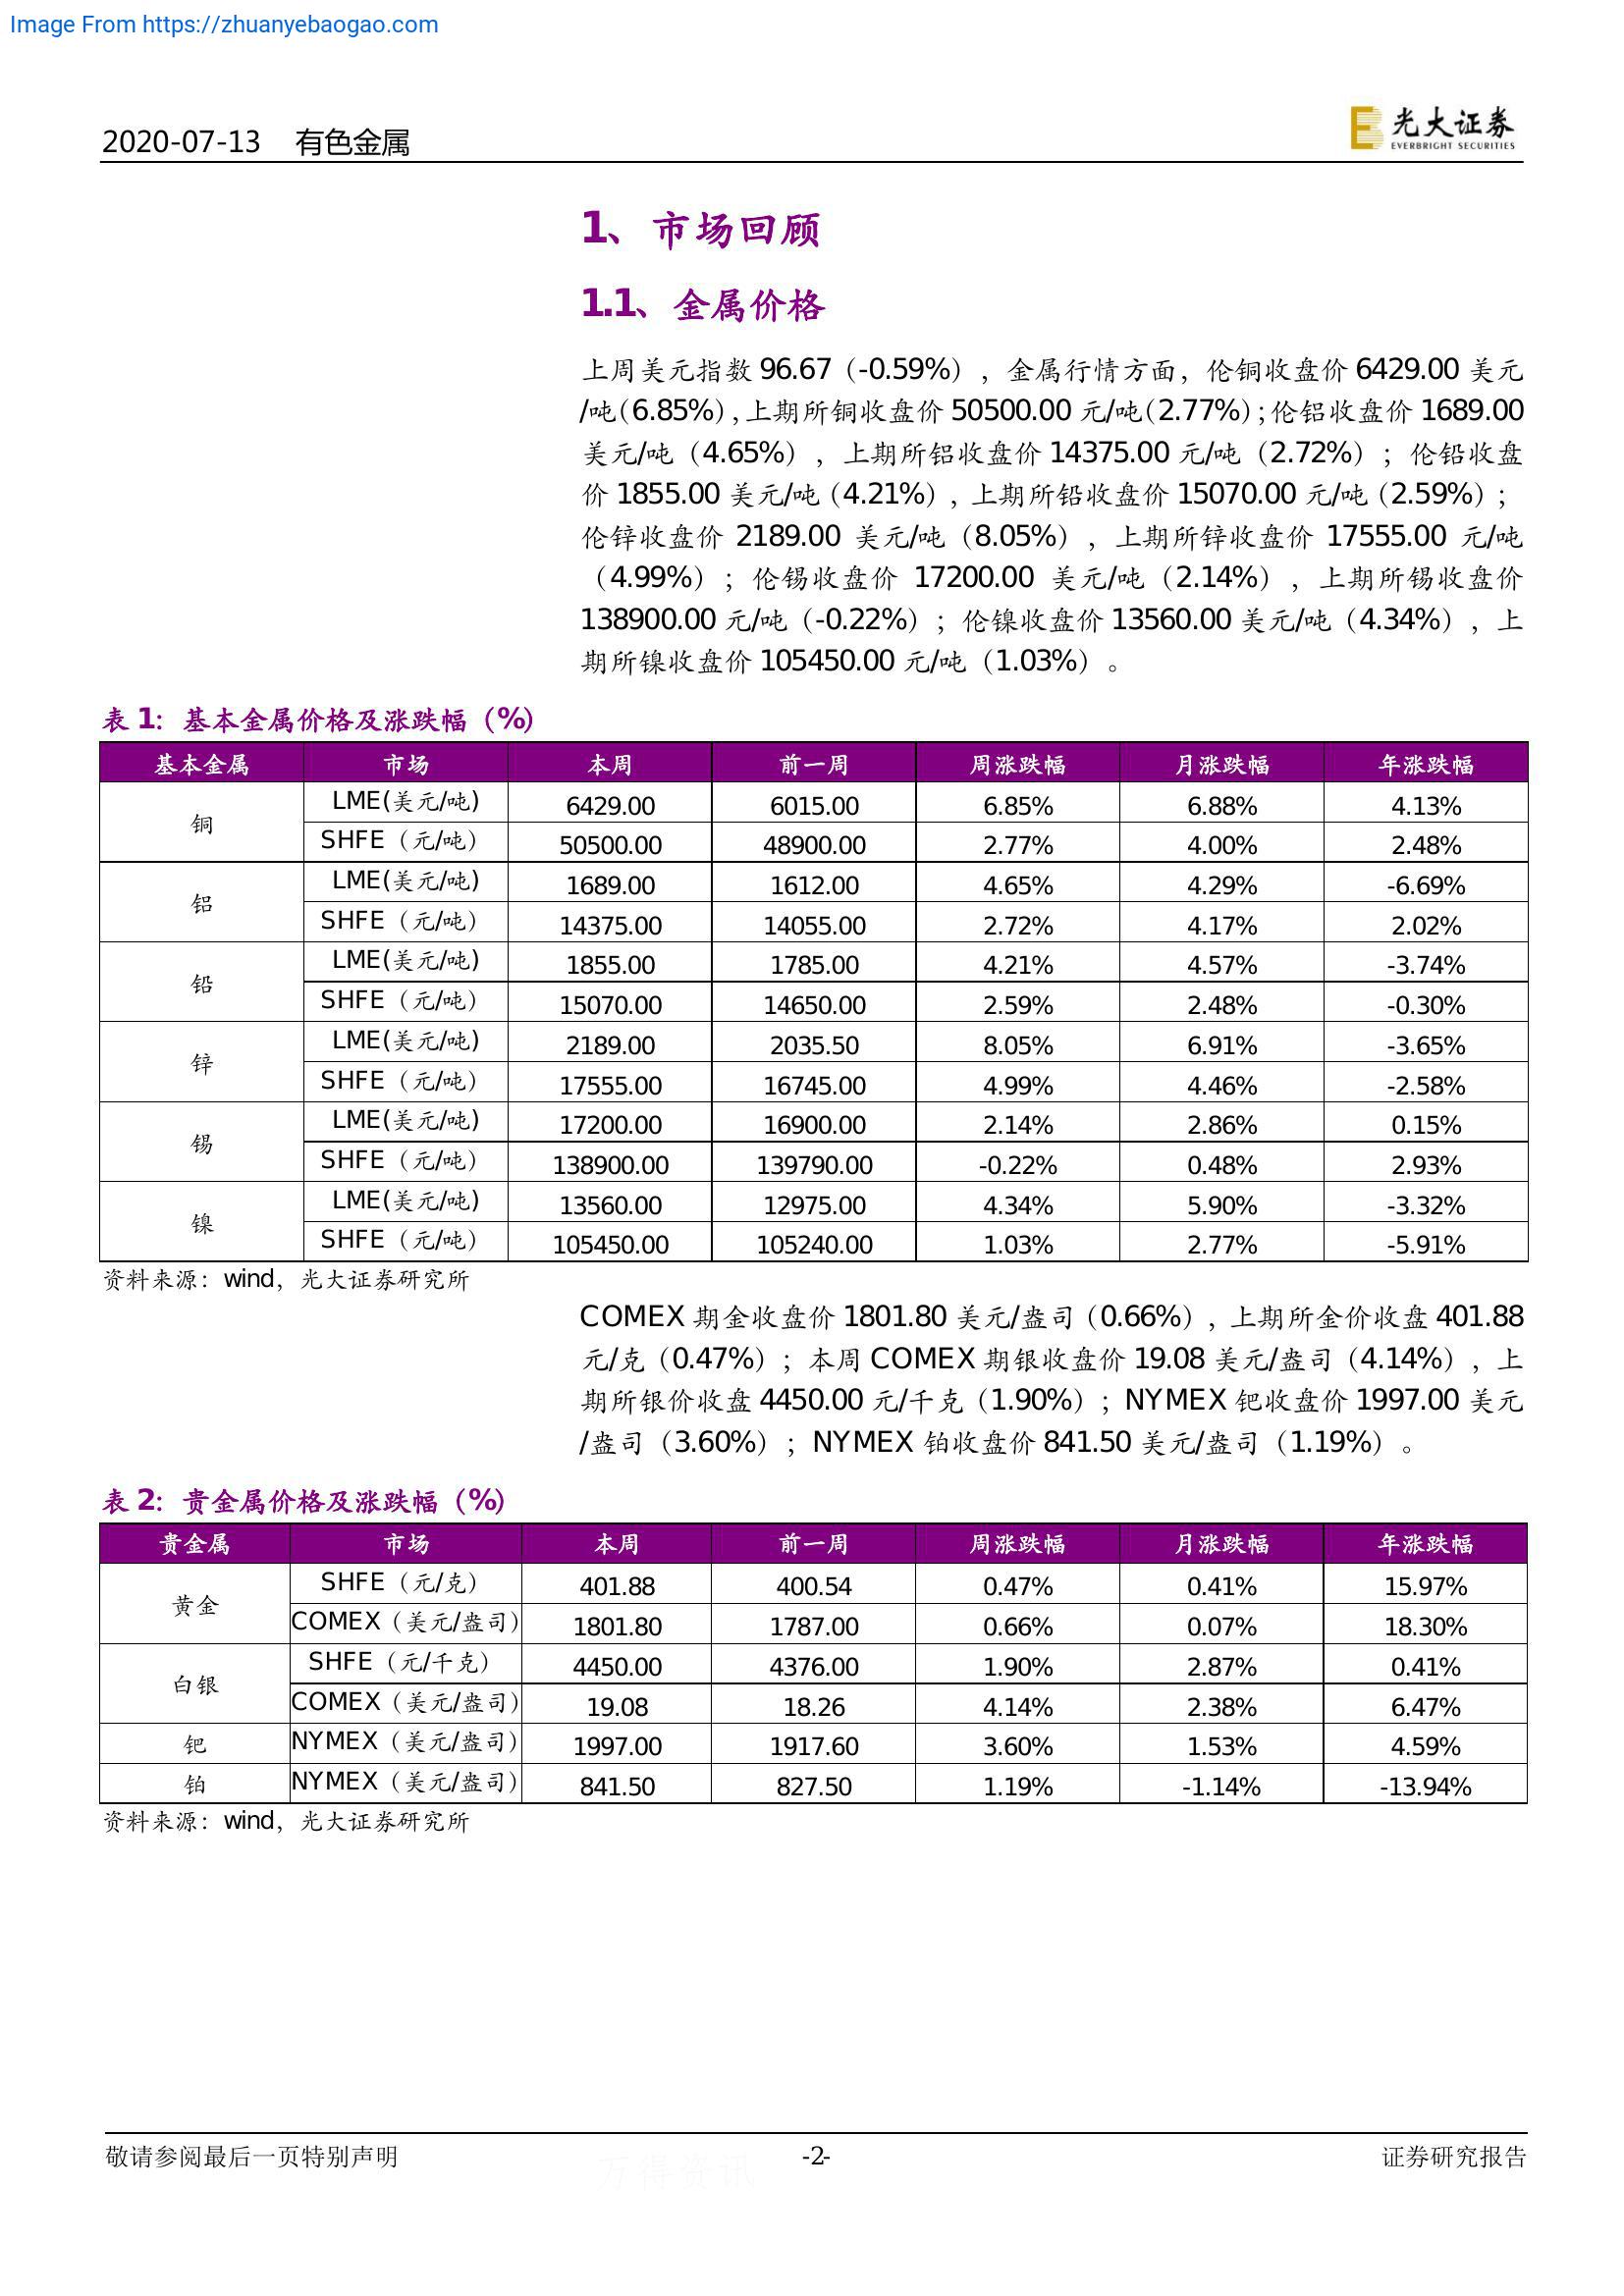 Image From https://zhuanyebaogao.com
2020-07-13 有色金属
光大证券
EVERBRIGHT SECURITIES
1、市场回顾
1.1、金属价格
上周美元指数 96.67（-0.59%），金属行情方面，伦铜收盘价 6429.00 美元
/吨（6.85%），上期所铜收盘价 50500.00 元/吨（2.77%）；伦铝收盘价 1689.00
美元/吨（4.65%），上期所铝收盘价 14375.00 元/吨（2.72%）；伦铅收盘
价 1855.00 美元/吨（4.21%），上期所铅收盘价 15070.00 元/吨（2.59%）；
伦锌收盘价 2189.00 美元/吨（8.05%），上期所锌收盘价 17555.00 元/吨
（4.99%）；伦锡收盘价 17200.00 美元/吨（2.14%），上期所锡收盘价
138900.00 元/吨（-0.22%）；伦镍收盘价 13560.00 美元/吨（4.34%），上
期所镍收盘价 105450.00 元/吨（1.03%）。
表 1：基本金属价格及涨跌幅（%）
基本金属 市场 本周 前一周 周涨跌幅 月涨跌幅 年涨跌幅
铜 LME(美元/吨) 6429.00 6015.00 6.85% 6.88% 4.13%
SHFE（元/吨） 50500.00 48900.00 2.77% 4.00% 2.48%
铝 LME(美元/吨) 1689.00 1612.00 4.65% 4.29% -6.69%
SHFE（元/吨） 14375.00 14055.00 2.72% 4.17% 2.02%
铅 LME(美元/吨) 1855.00 1785.00 4.21% 4.57% -3.74%
SHFE（元/吨） 15070.00 14650.00 2.59% 2.48% -0.30%
锌 LME(美元/吨) 2189.00 2035.50 8.05% 6.91% -3.65%
SHFE（元/吨） 17555.00 16745.00 4.99% 4.46% -2.58%
锡 LME(美元/吨) 17200.00 16900.00 2.14% 2.86% 0.15%
SHFE（元/吨） 138900.00 139790.00 -0.22% 0.48% 2.93%
镍 LME(美元/吨) 13560.00 12975.00 4.34% 5.90% -3.32%
SHFE（元/吨） 105450.00 105240.00 1.03% 2.77% -5.91%
资料来源：wind，光大证券研究所
COMEX 期金收盘价 1801.80 美元/盎司（0.66%），上期所金价收盘 401.88
元/克（0.47%）；本周 COMEX 期银收盘价 19.08 美元/盎司（4.14%），上
期所银价收盘 4450.00 元/千克（1.90%）；NYMEX 钯收盘价 1997.00 美元
/盎司（3.60%）；NYMEX 铂收盘价 841.50 美元/盎司（1.19%）。
表 2：贵金属价格及涨跌幅（%）
贵金属 市场 本周 前一周 周涨跌幅 月涨跌幅 年涨跌幅
黄金 SHFE（元/克） 401.88 400.54 0.47% 0.41% 15.97%
COMEX（美元/盎司） 1801.80 1787.00 0.66% 0.07% 18.30%
白银 SHFE（元/千克） 4450.00 4376.00 1.90% 2.87% 0.41%
COMEX（美元/盎司） 19.08 18.26 4.14% 2.38% 6.47%
钯 NYMEX（美元/盎司） 1997.00 1917.60 3.60% 1.53% 4.59%
铂 NYMEX（美元/盎司） 841.50 827.50 1.19% -1.14% -13.94%
资料来源：wind，光大证券研究所
敬请参阅最后一页特别声明 -2- 证券研究报告
万得资讯